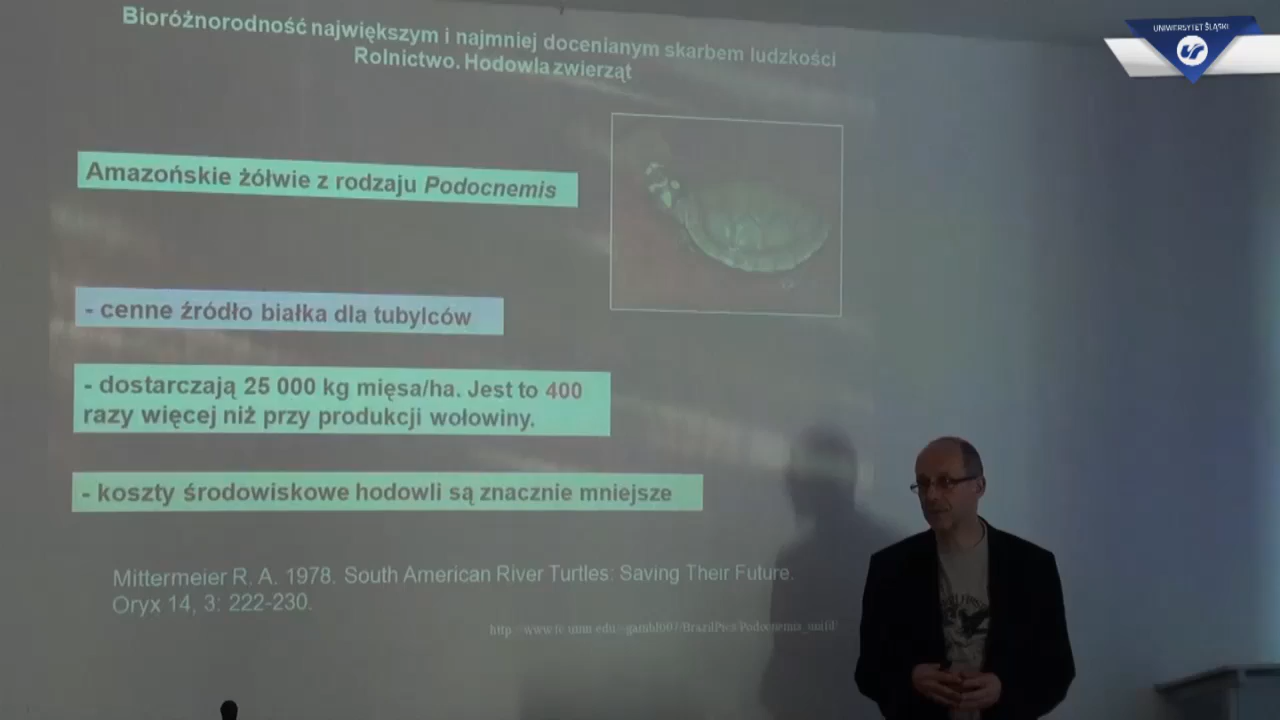 Bioróżnorodność największym i najmniej docenianym skarbem ludzkości
Rolnictwo. Hodowla zwierząt
UNIWERSYTET ŚLĄSKI
Amazońskie żółwie z rodzaju Podocnemis
- cenne źródło białka dla tubylców
- dostarczają 25 000 kg mięsa/ha. Jest to 400
razy więcej niż przy produkcji wołowiny.
- koszty środowiskowe hodowli są znacznie mniejsze
Mittermeier R. A. 1978. South American River Turtles: Saving Their Future.
Oryx 14, 3: 222-230.